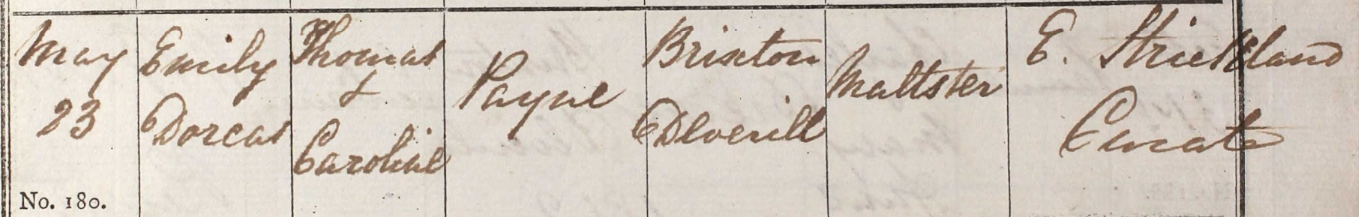 May
23
Emily
Dorcas
Thomas
&
Caroline
Payne
Brixton
Deverill
Maltster
E. Strickland
Curate
No. 180.